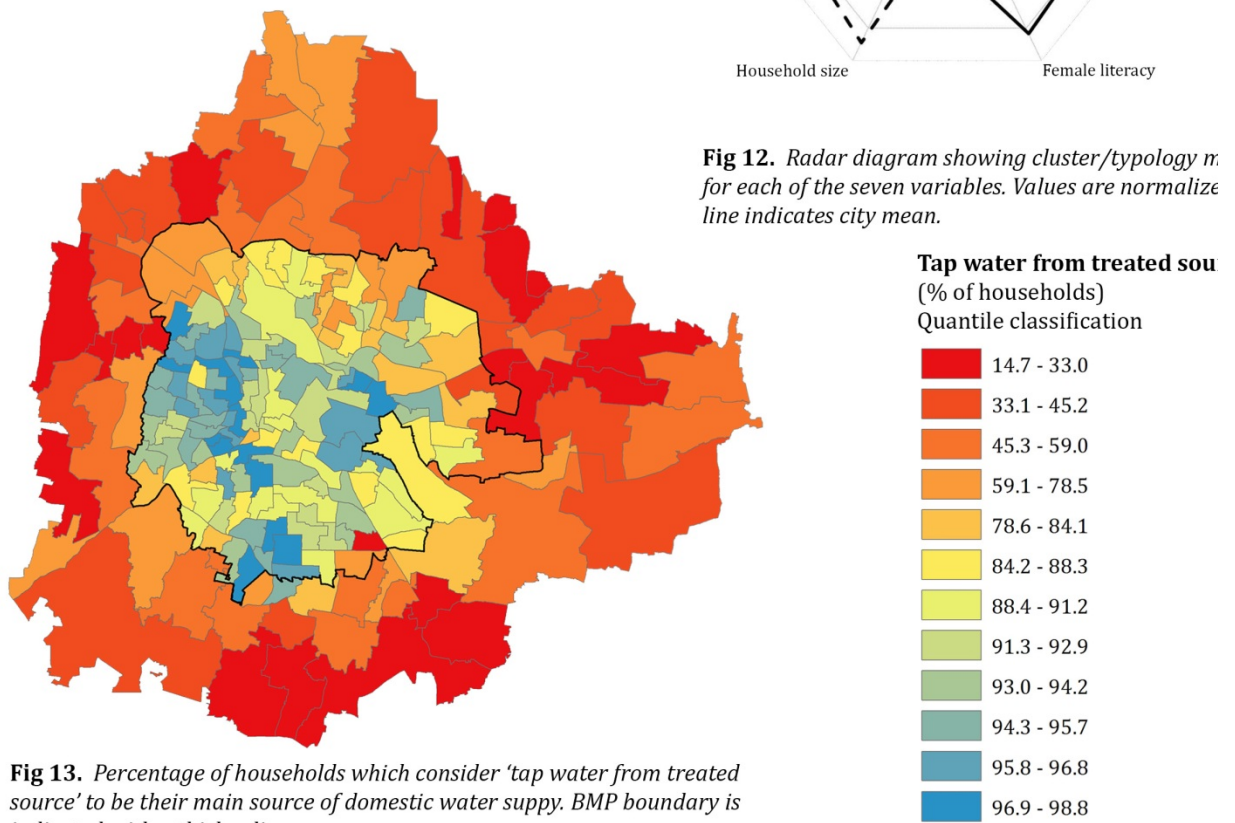 Household size
Female literacy
Fig 12. Radar diagram showing cluster/typology m
for each of the seven variables. Values are normalize
line indicates city mean.
Tap water from treated sou
(% of households)
Quantile classification
14.7 - 33.0
33.1 - 45.2
45.3 - 59.0
59.1 - 78.5
78.6 - 84.1
84.2 - 88.3
88.4 - 91.2
91.3 - 92.9
93.0 - 94.2
94.3 - 95.7
95.8 - 96.8
96.9 - 98.8
Fig 13. Percentage of households which consider ‘tap water from treated
source’ to be their main source of domestic water suppy. BMP boundary is